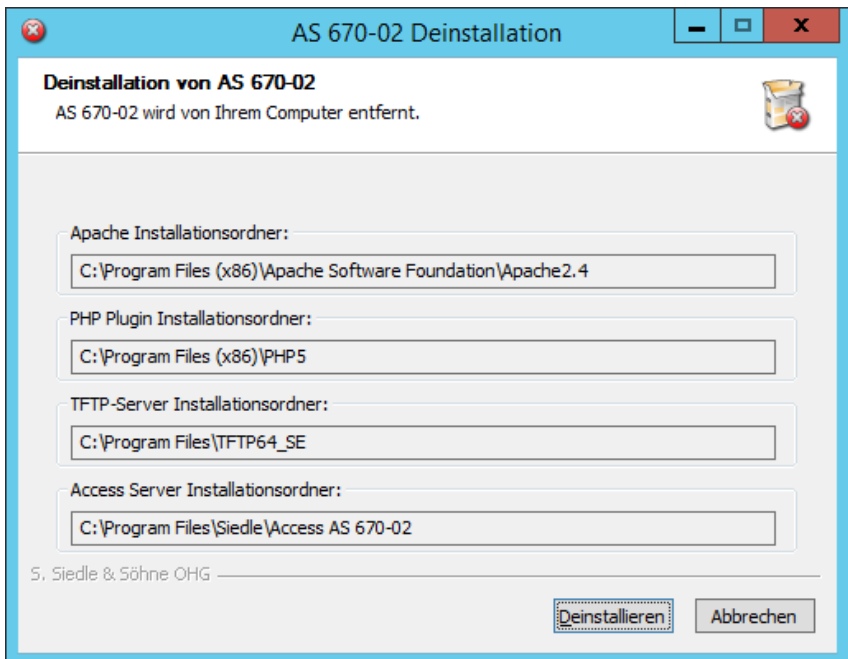 AS 670-02 Deinstallation
Deinstallation von AS 670-02
AS 670-02 wird von Ihrem Computer entfernt.
Apache Installationsordner:
C:\Program Files (x86)\Apache Software Foundation\Apache2.4
PHP Plugin Installationsordner:
C:\Program Files (x86)\PHP5
TFTP-Server Installationsordner:
C:\Program Files\TFTP64_SE
Access Server Installationsordner:
C:\Program Files\Siedle\Access AS 670-02
S. Siedle & Söhne OHG
Deinstallieren
Abbrechen